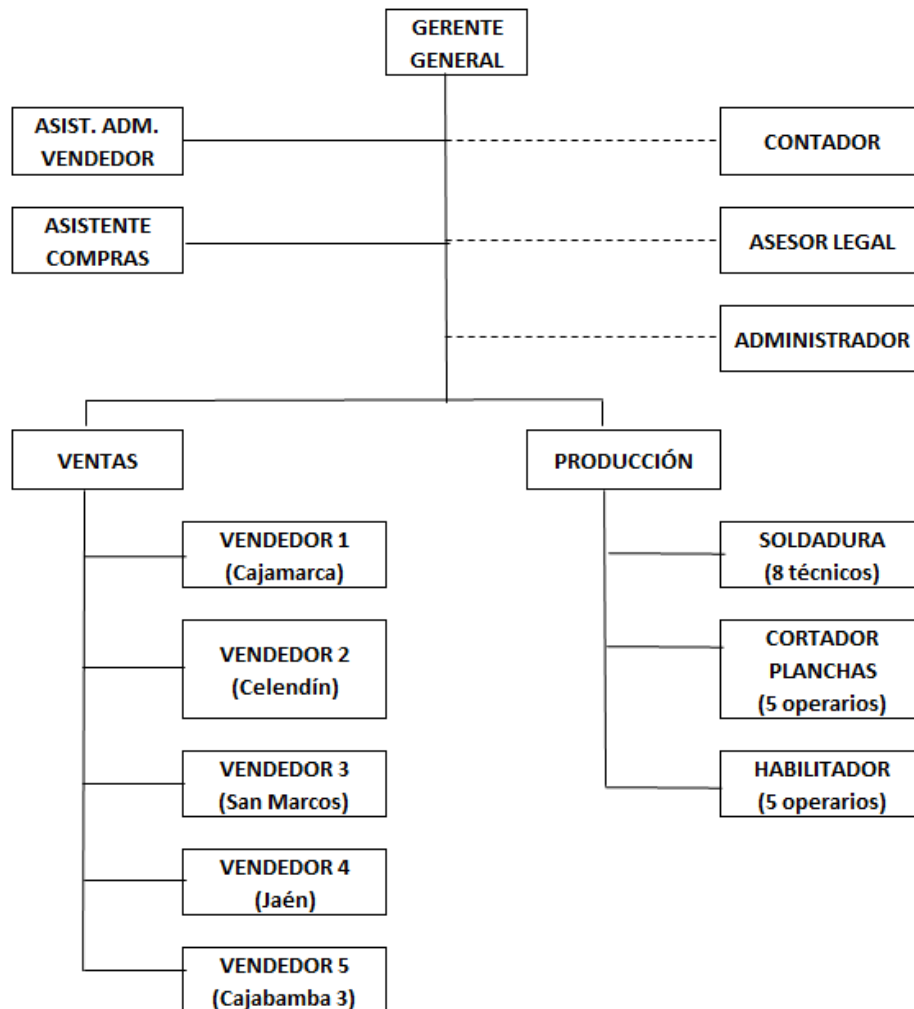 GERENTE
GENERAL
ASIST. ADM.
VENDEDOR
CONTADOR
ASISTENTE
COMPRAS
ASESOR LEGAL
ADMINISTRADOR
VENTAS
PRODUCCIÓN
VENDEDOR 1
(Cajamarca)
SOLDADURA
(8 técnicos)
VENDEDOR 2
(Celendín)
CORTADOR
PLANCHAS
(5 operarios)
VENDEDOR 3
(San Marcos)
HABILITADOR
(5 operarios)
VENDEDOR 4
(Jaén)
VENDEDOR 5
(Cajabamba 3)